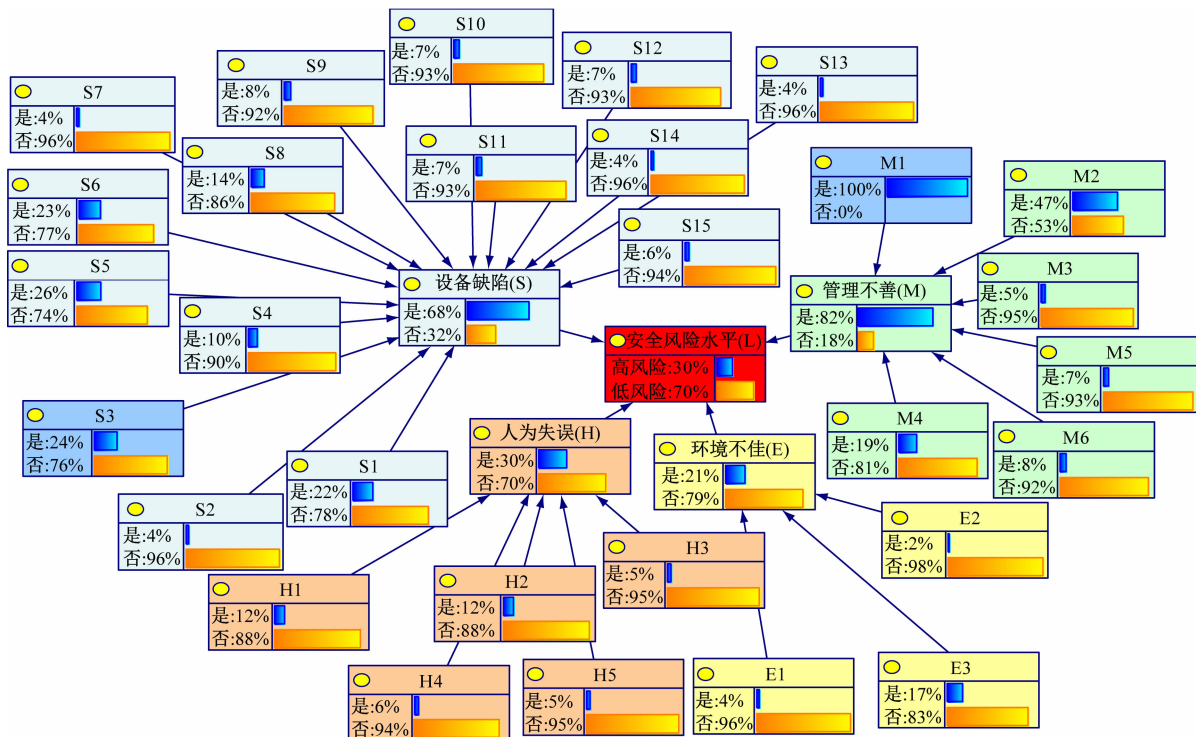 S10
是:7%
否:93%
S12
是:7%
否:93%
S13
是:4%
否:96%
S9
是:8%
否:92%
S7
是:4%
否:96%
S11
是:7%
否:93%
S14
是:4%
否:96%
S8
是:14%
否:86%
M1
是:100%
否:0%
M2
是:47%
否:53%
S6
是:23%
否:77%
S15
是:6%
否:94%
S5
是:26%
否:74%
设备缺陷(S)
是:68%
否:32%
管理不善(M)
是:82%
否:18%
M3
是:5%
否:95%
S4
是:10%
否:90%
安全风险水平(L)
高风险:30%
低风险:70%
M5
是:7%
否:93%
S3
是:24%
否:76%
M4
是:19%
否:81%
人为失误(H)
是:30%
否:70%
环境不佳(E)
是:21%
否:79%
M6
是:8%
否:92%
S1
是:22%
否:78%
S2
是:4%
否:96%
E2
是:2%
否:98%
H3
是:5%
否:95%
H1
是:12%
否:88%
H2
是:12%
否:88%
H4
是:6%
否:94%
H5
是:5%
否:95%
E1
是:4%
否:96%
E3
是:17%
否:83%